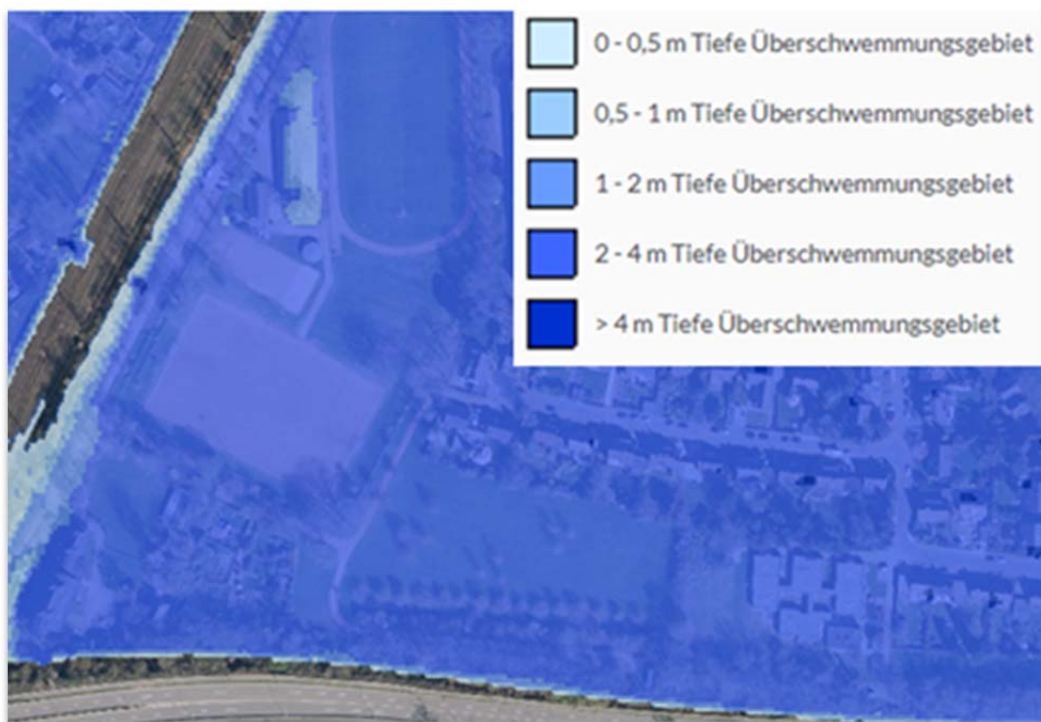 0 - 0,5 m Tiefe Überschwemmungsgebiet
0,5 - 1 m Tiefe Überschwemmungsgebiet
1 - 2 m Tiefe Überschwemmungsgebiet
2 - 4 m Tiefe Überschwemmungsgebiet
> 4 m Tiefe Überschwemmungsgebiet